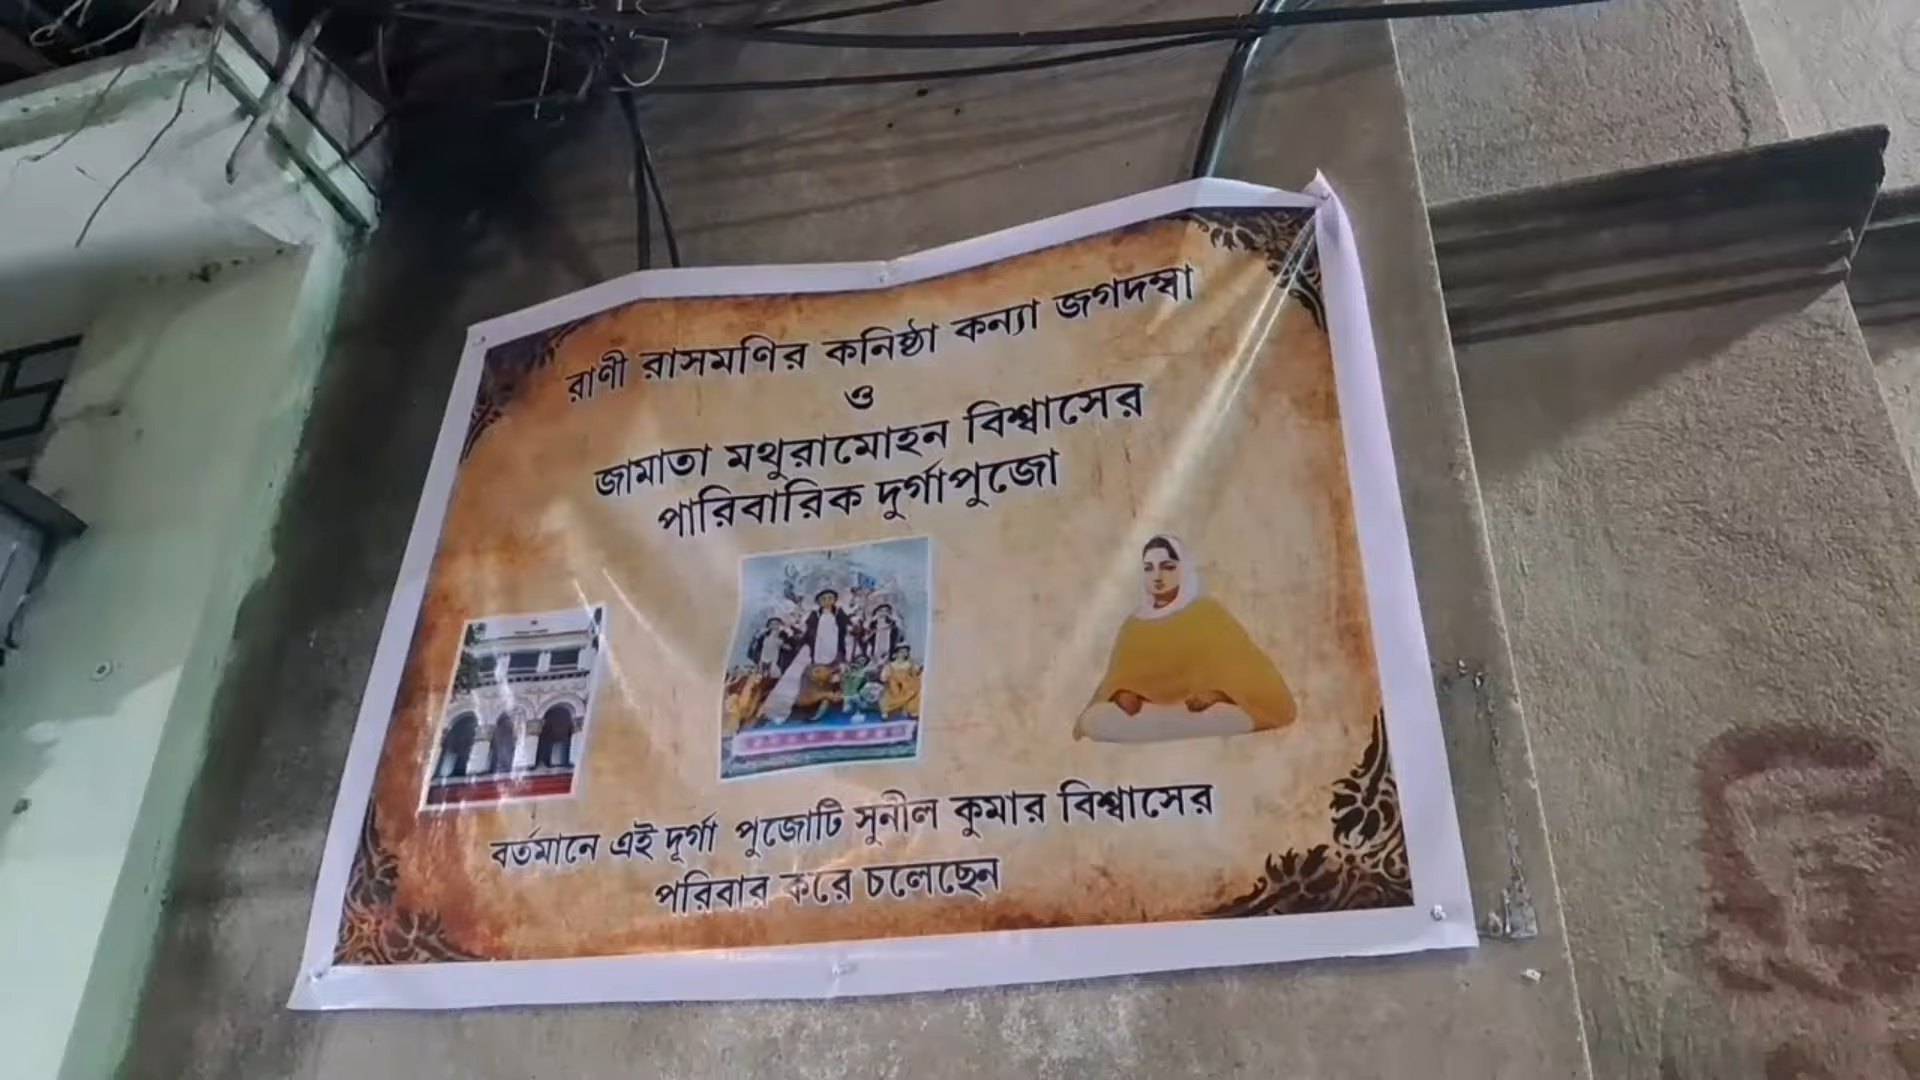 রাণী রাসমণির কনিষ্ঠা কন্যা জগদম্বা
ও
জামাতা মথুরামোহন বিশ্বাসের
পারিবারিক দুর্গাপুজো
বর্তমানে এই দূর্গা পুজোটি সুনীল কুমার বিশ্বাসের
পরিবার করে চলেছেন